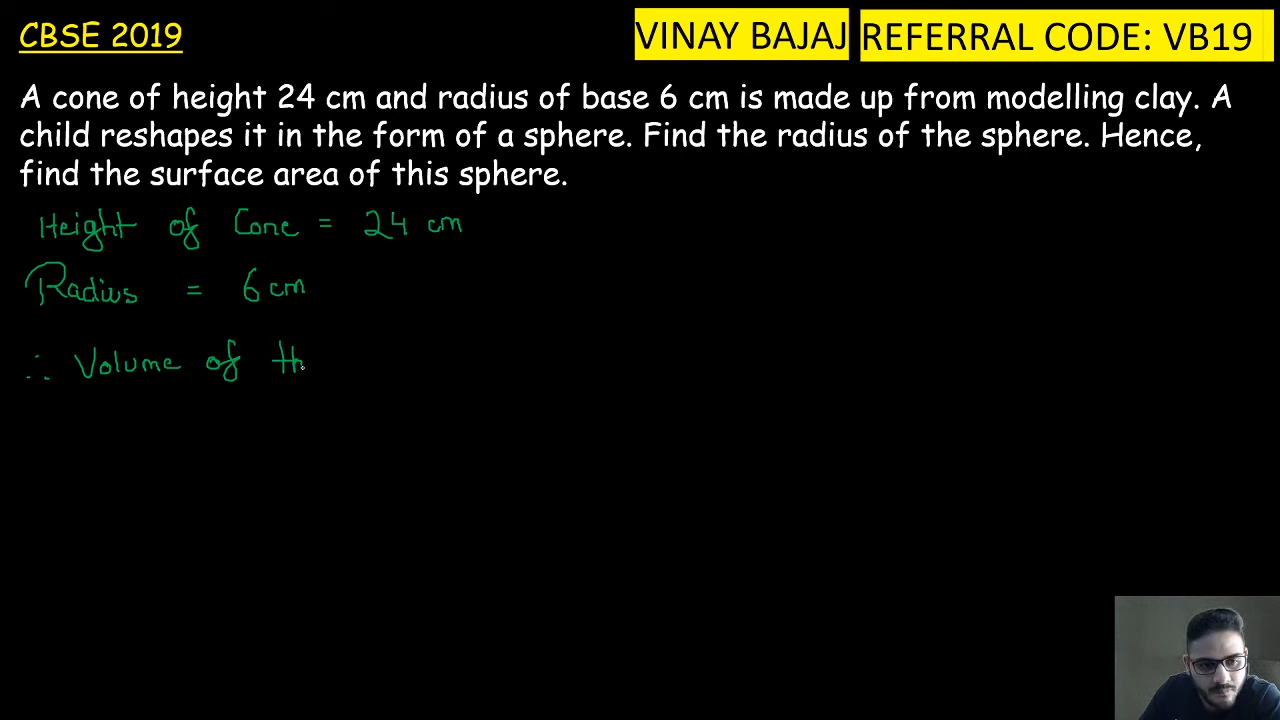 CBSE 2019
VINAY BAJAJ
REFERRAL CODE: VB19
A cone of height 24 cm and radius of base 6 cm is made up from modelling clay. A
child reshapes it in the form of a sphere. Find the radius of the sphere. Hence,
find the surface area of this sphere.
Height of Cone = 24 cm
Radius = 6 cm
∴ Volume of th